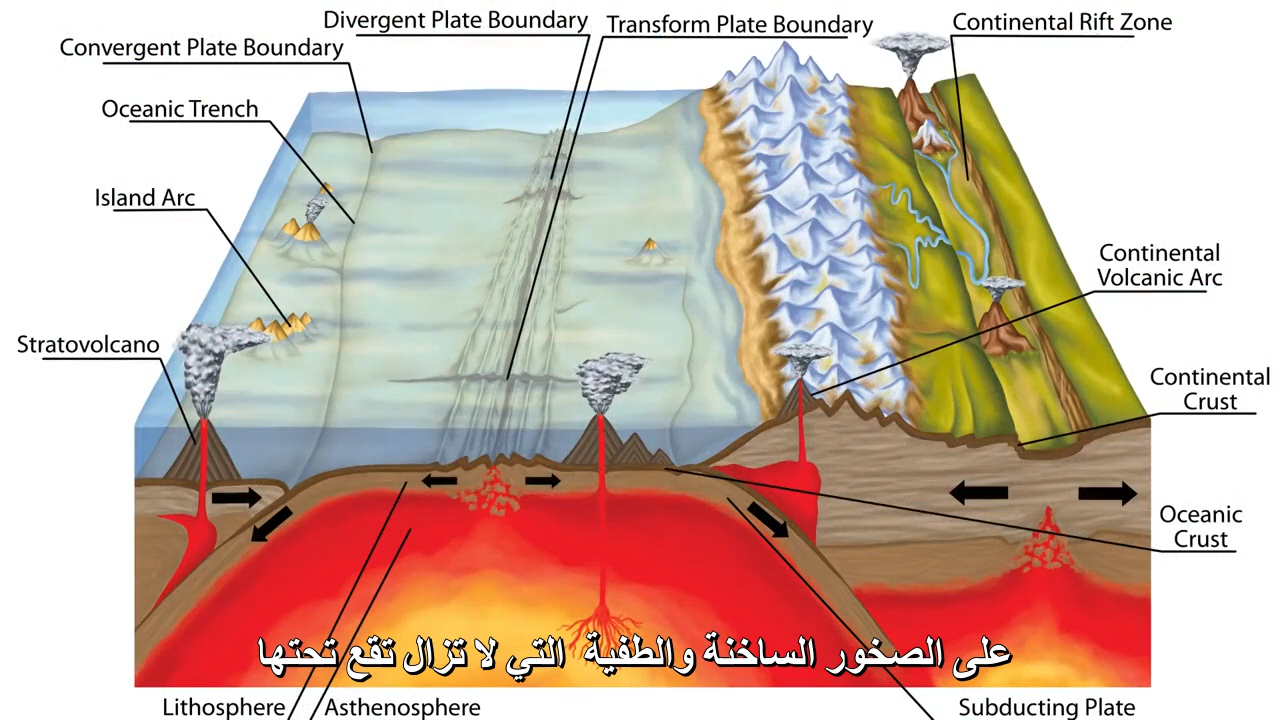 Divergent Plate Boundary
Transform Plate Boundary
Continental Rift Zone
Convergent Plate Boundary
Oceanic Trench
Island Arc
Continental
Volcanic Arc
Stratovolcano
Continental
Crust
Oceanic
Crust
على الصخور الساخنة والطفية التي لا تزال تقع تحتها
Lithosphere
Asthenosphere
Subducting Plate